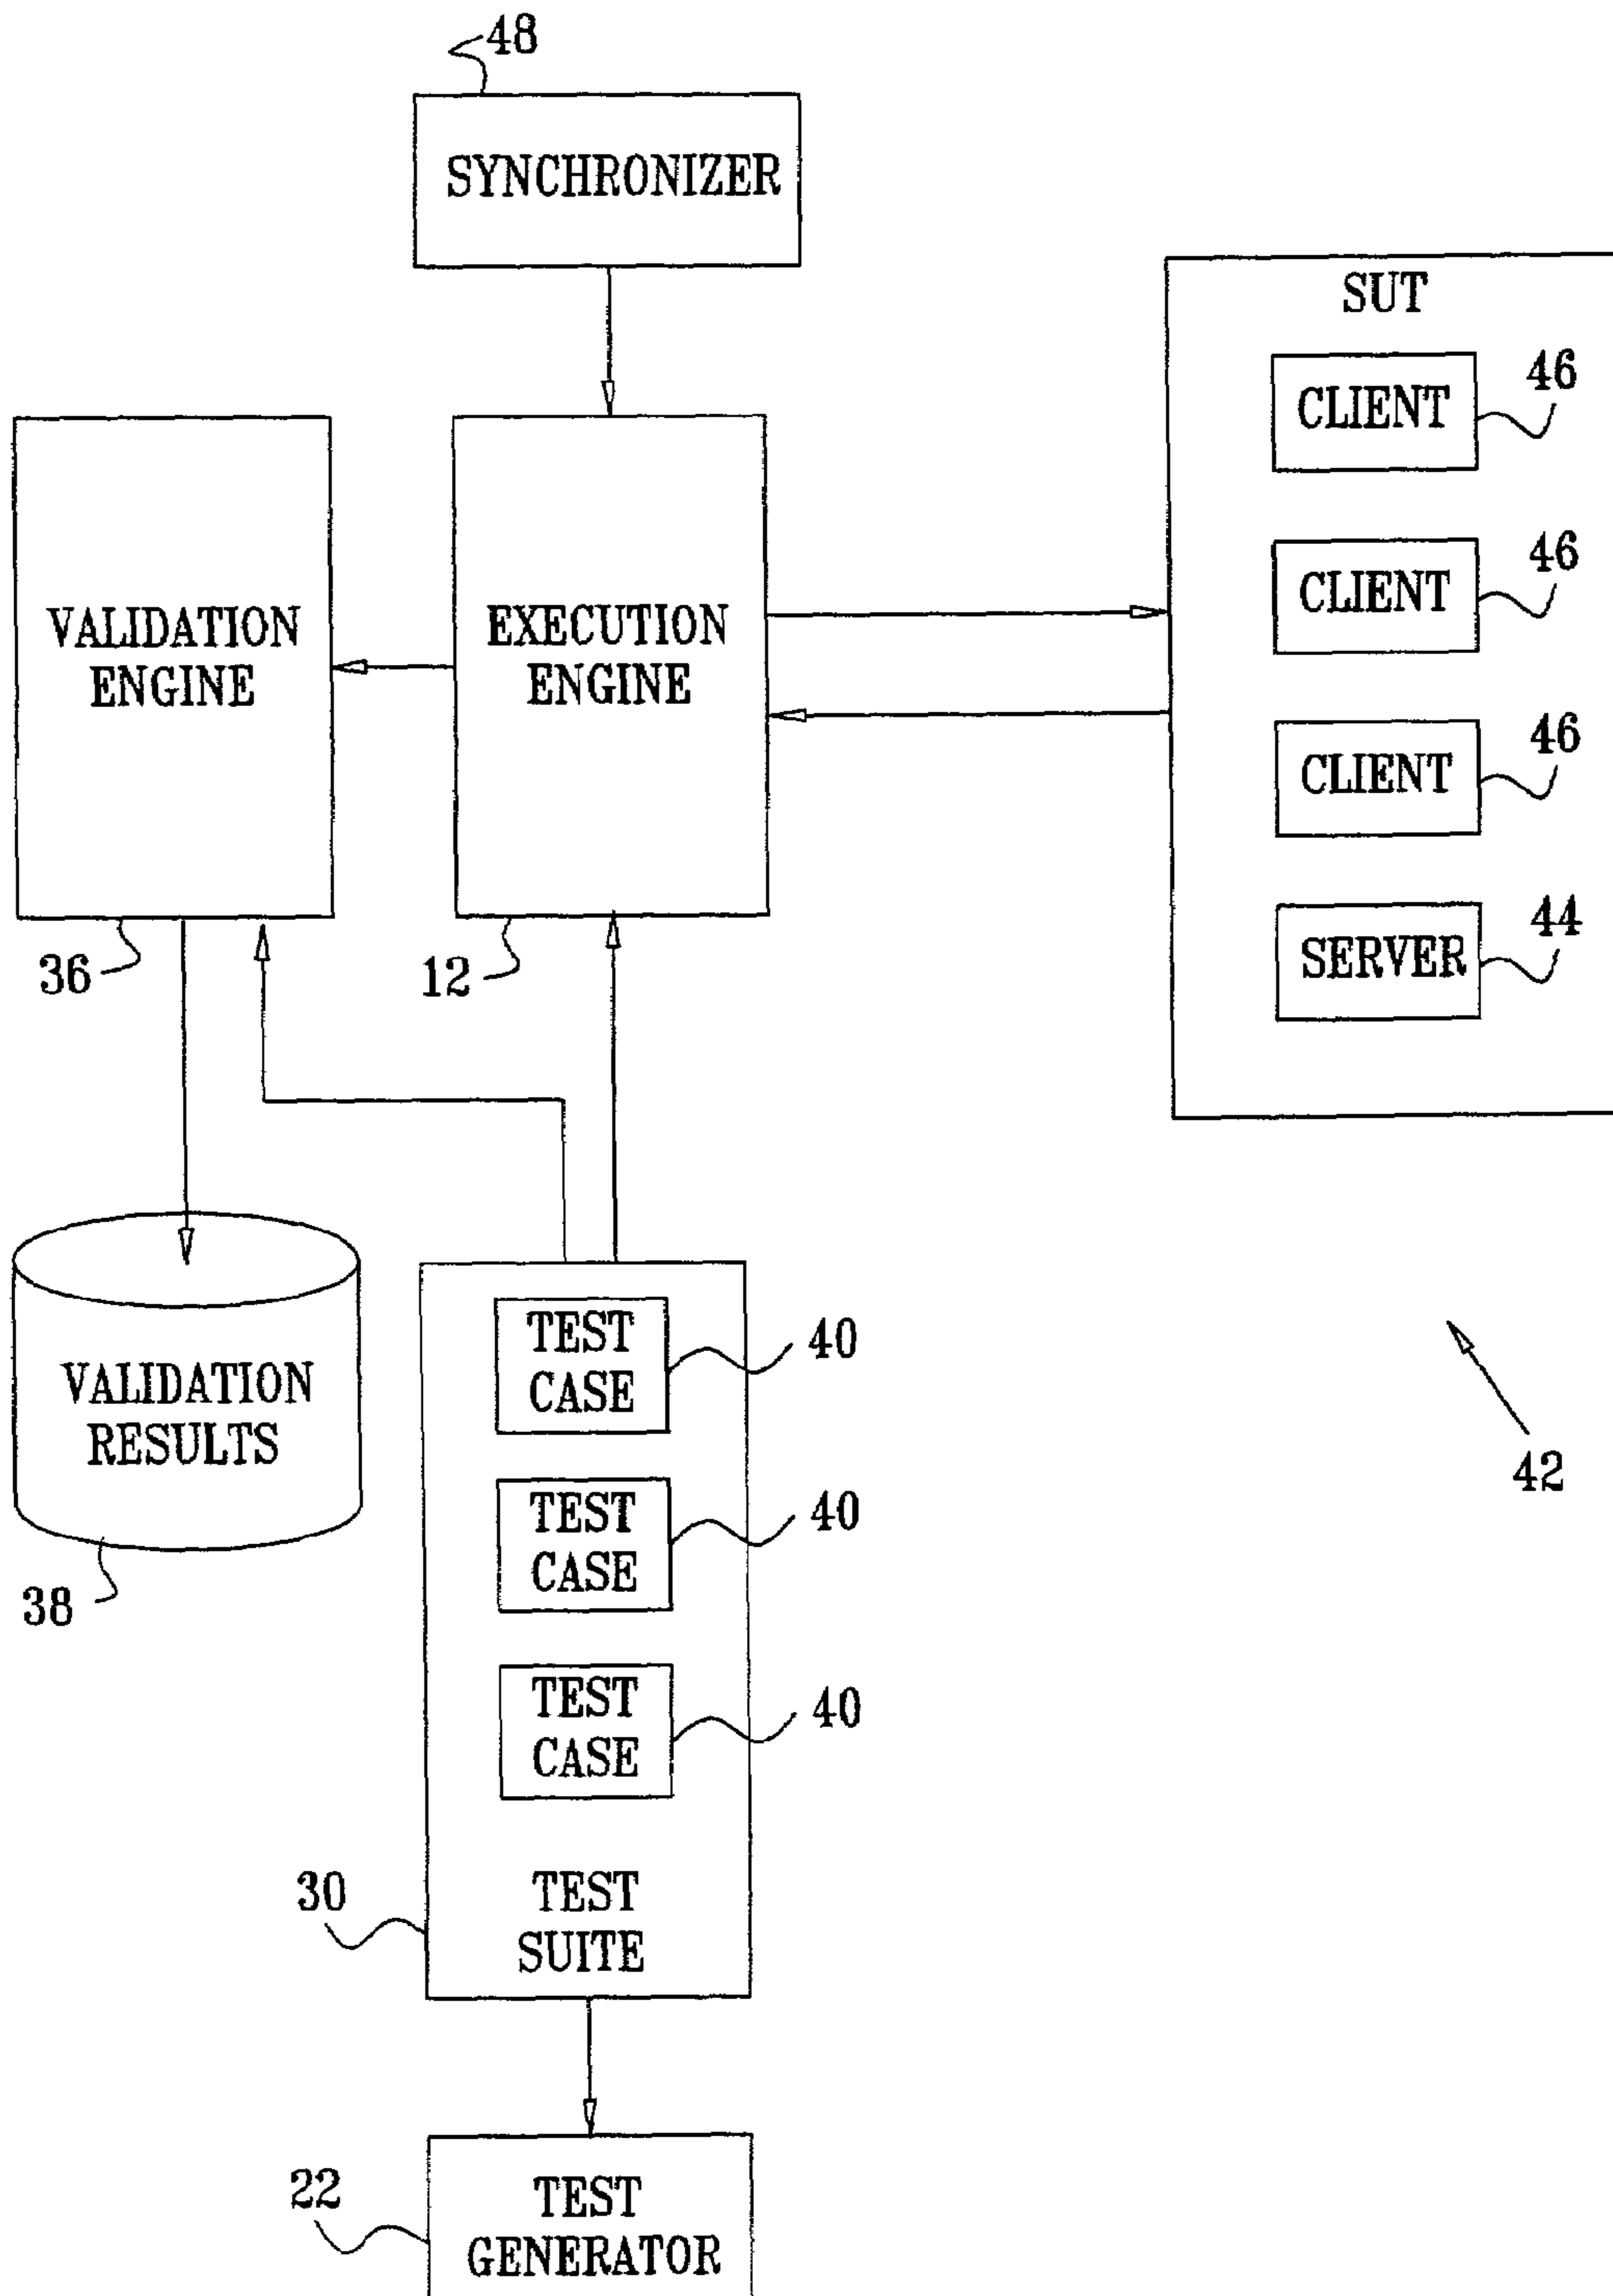 48
SYNCHRONIZER
SUT
CLIENT
46
CLIENT
46
CLIENT
46
SERVER
44
VALIDATION
ENGINE
36
EXECUTION
ENGINE
12
VALIDATION
RESULTS
38
TEST
CASE
40
TEST
CASE
40
TEST
CASE
40
TEST
SUITE
30
42
22
TEST
GENERATOR